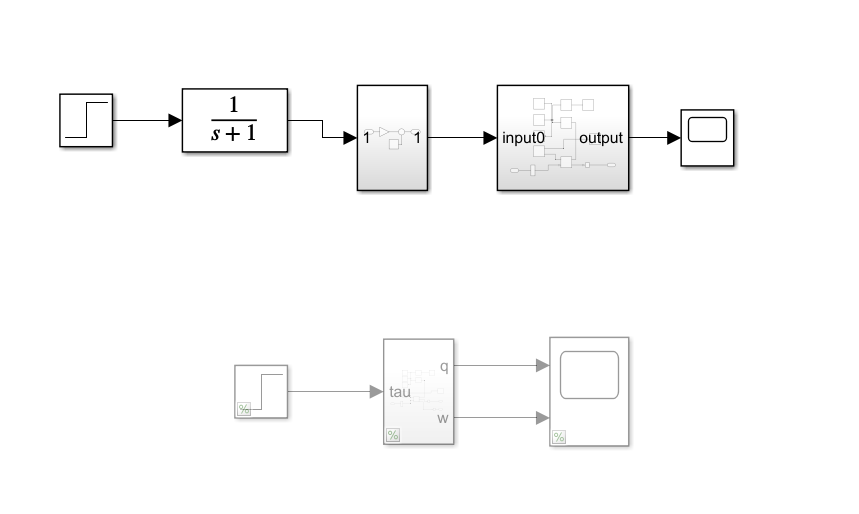 1
s + 1
1 1
input0 output
q
tau
w
%
%
%